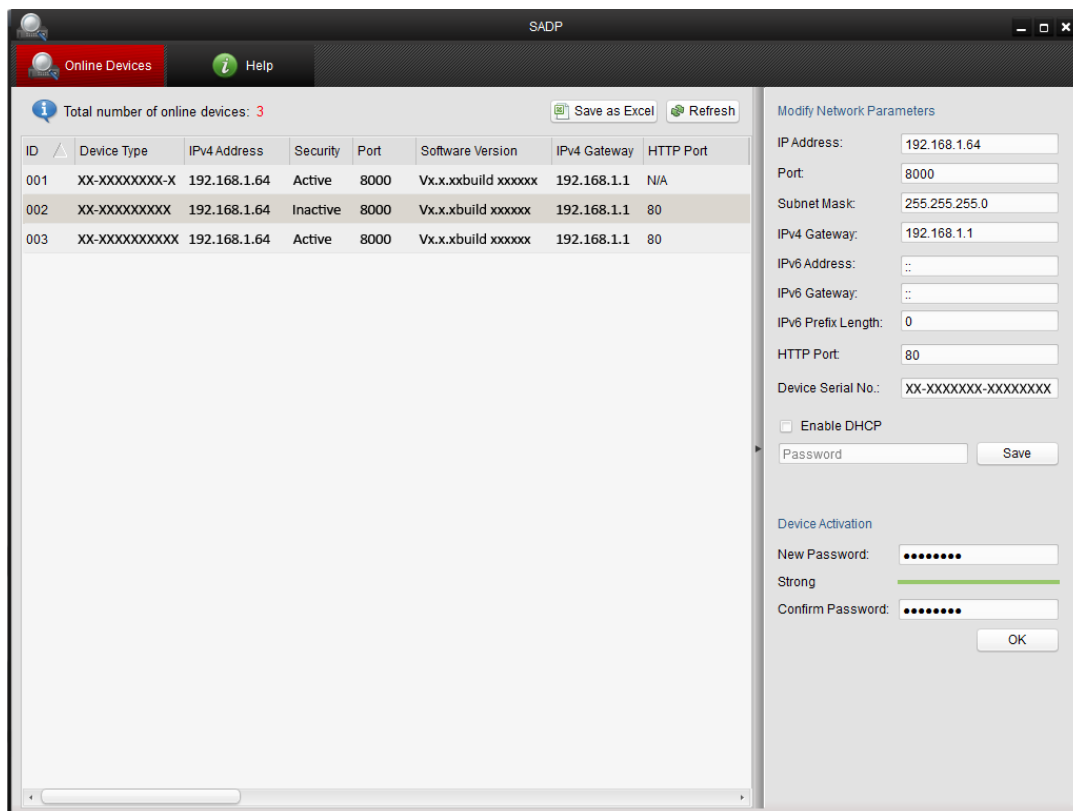 SADP
Online Devices
Help
Total number of online devices: 3
Save as Excel
Refresh
ID Device Type IPv4 Address Security Port Software Version IPv4 Gateway HTTP Port
001 XX-XXXXXXXX-X 192.168.1.64 Active 8000 Vx.x.xxbuild xxxxxx 192.168.1.1 N/A
002 XX-XXXXXXXXX 192.168.1.64 Inactive 8000 Vx.x.xbuild xxxxxx 192.168.1.1 80
003 XX-XXXXXXXXXX 192.168.1.64 Active 8000 Vx.x.xbuild xxxxxx 192.168.1.1 80
Modify Network Parameters
IP Address: 192.168.1.64
Port: 8000
Subnet Mask: 255.255.255.0
IPv4 Gateway: 192.168.1.1
IPv6 Address: ::
IPv6 Gateway: ::
IPv6 Prefix Length: 0
HTTP Port: 80
Device Serial No.: XX-XXXXXXX-XXXXXXXX
Enable DHCP
Password
Save
Device Activation
New Password: ●●●●●●●●
Strong
Confirm Password: ●●●●●●●●
OK